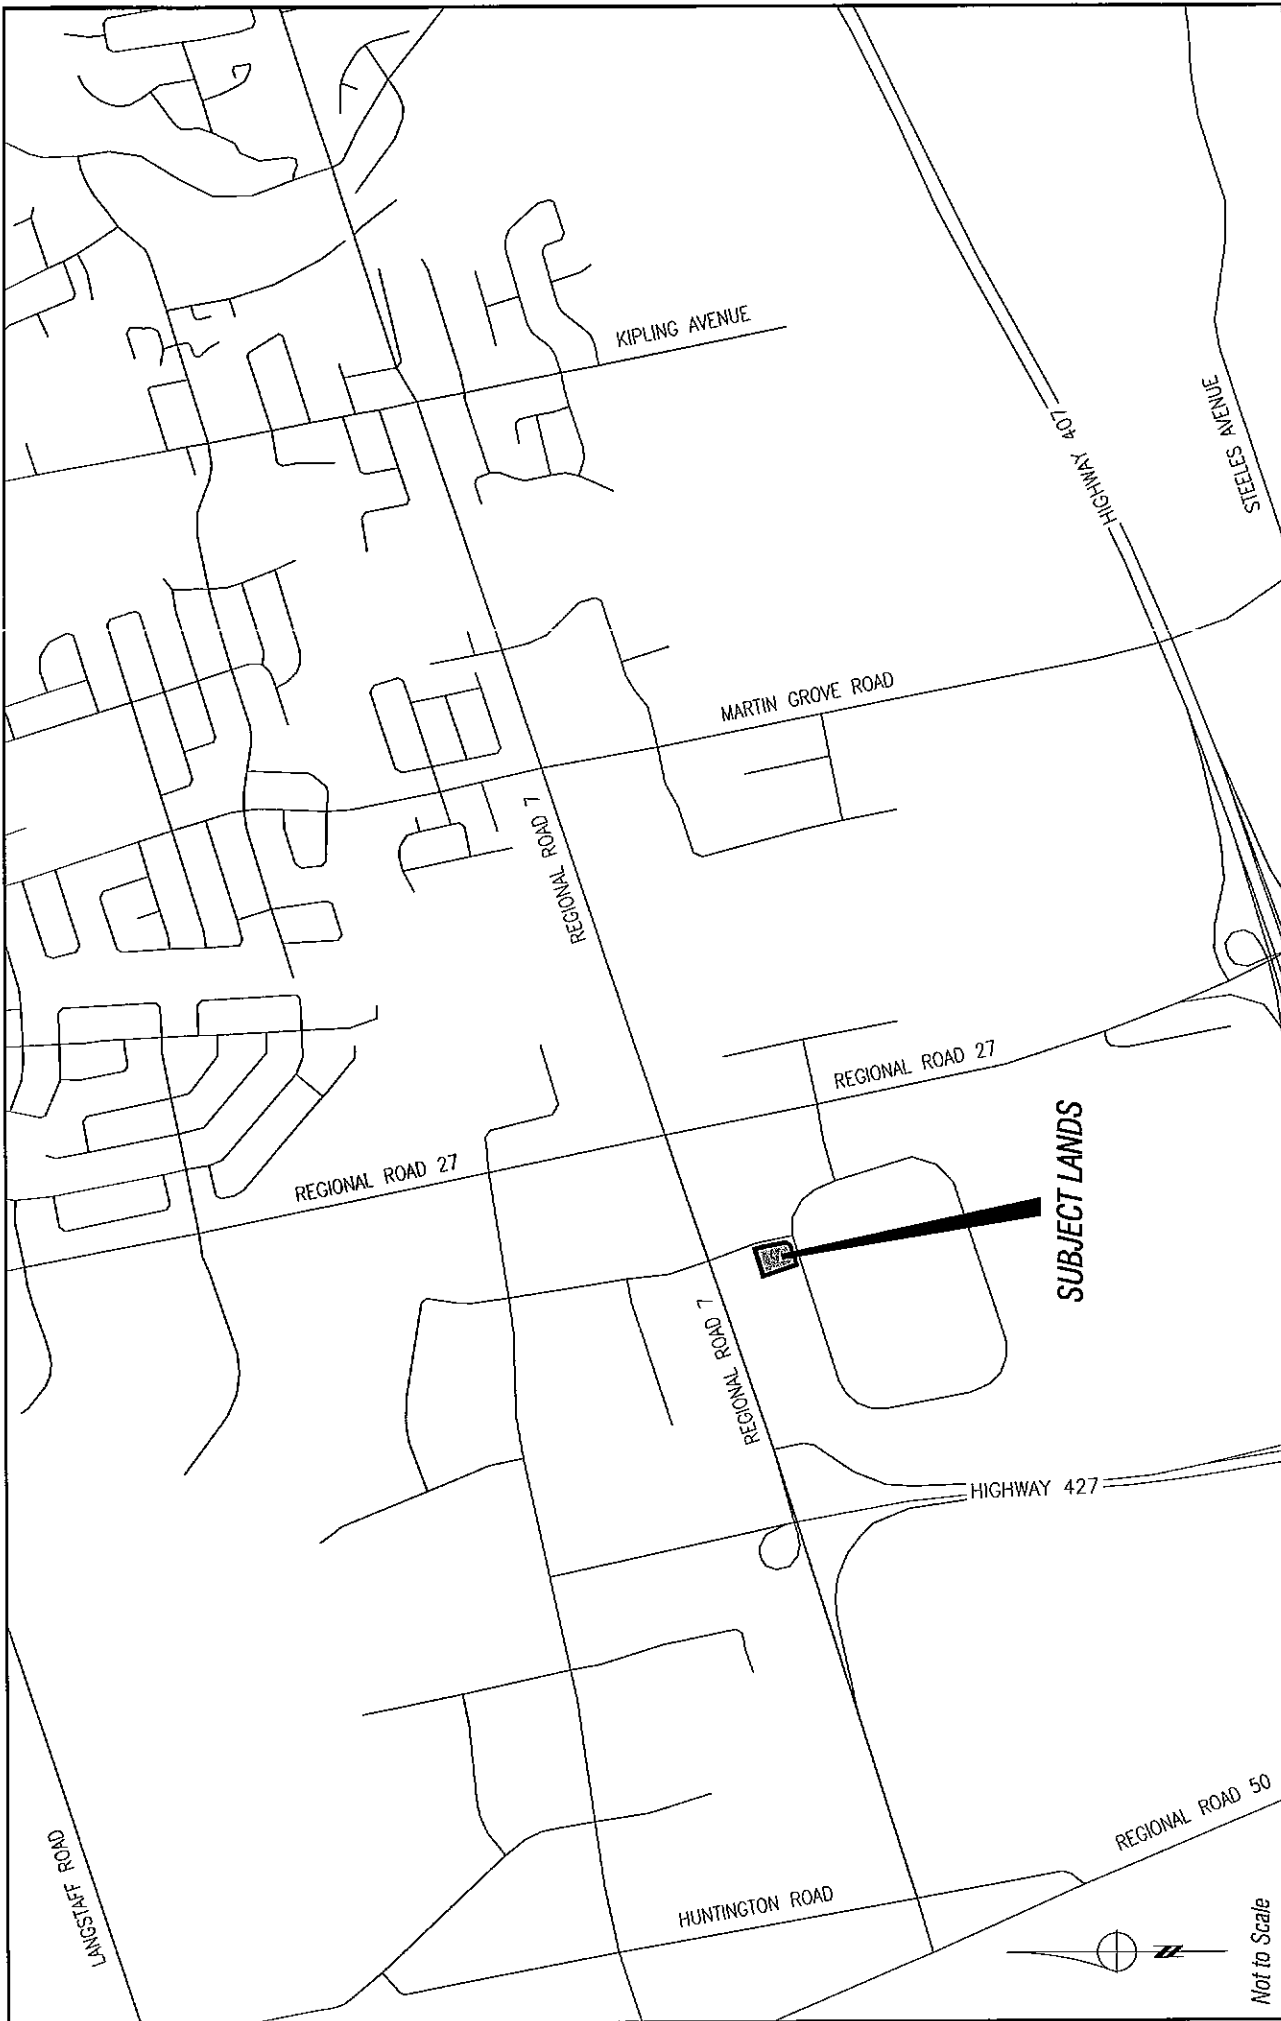 KIPLING AVENUE
HIGHWAY 407
STEELES AVENUE
MARTIN GROVE ROAD
REGIONAL ROAD 7
REGIONAL ROAD 27
REGIONAL ROAD 27
SUBJECT LANDS
REGIONAL ROAD 7
HIGHWAY 427
LANGSTAFF ROAD
HUNTINGTON ROAD
REGIONAL ROAD 50
N
Not to Scale